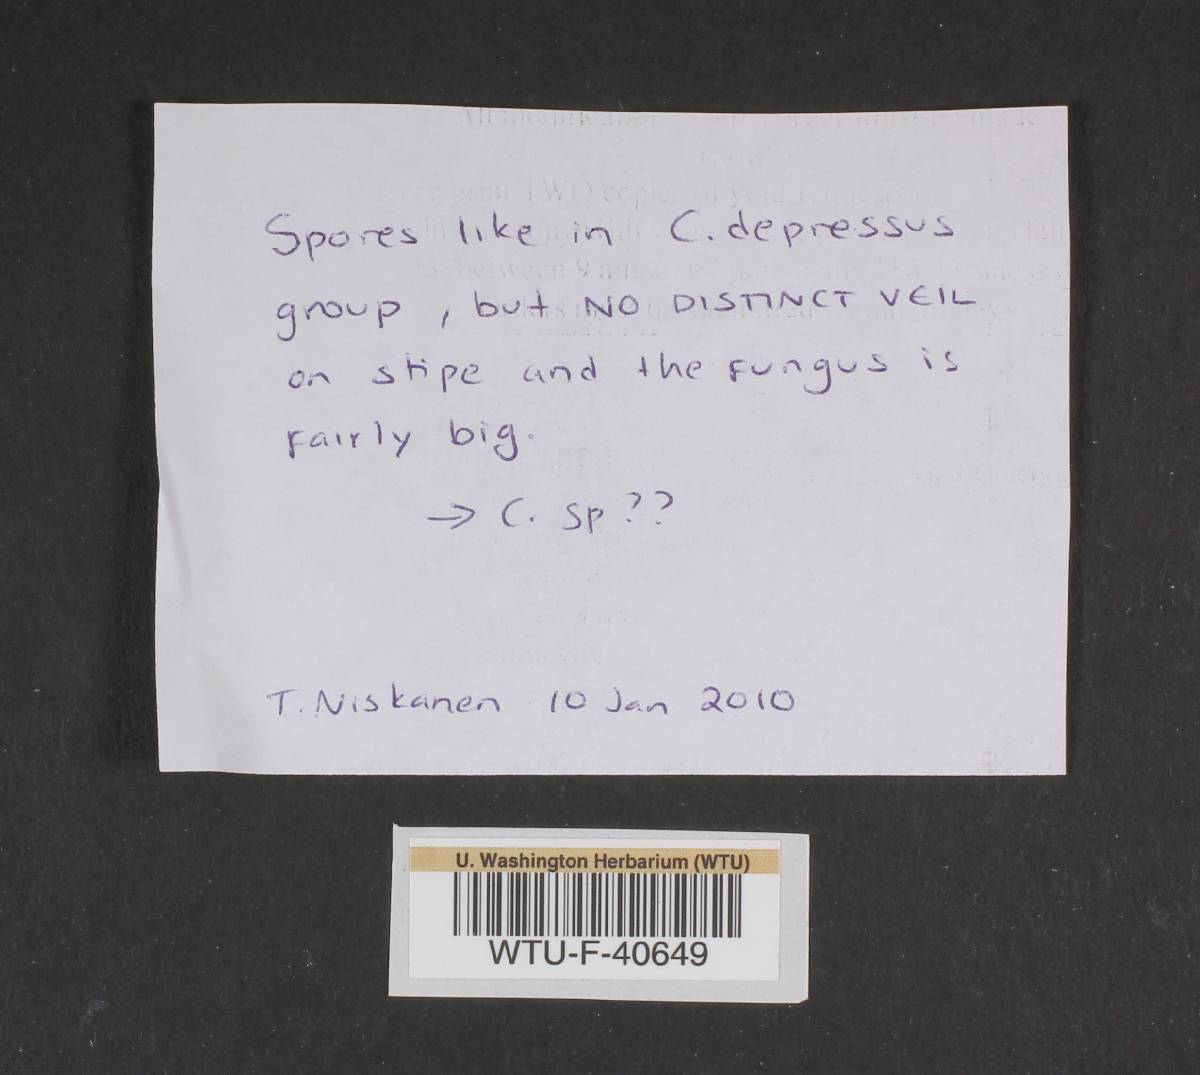 Spores like in C. depressus
group, but NO DISTINCT VEIL
on stipe and the fungus is
fairly big.
→ C. sp??
T. Niskanen 10 Jan 2010
U. Washington Herbarium (WTU)
WTU-F-40649